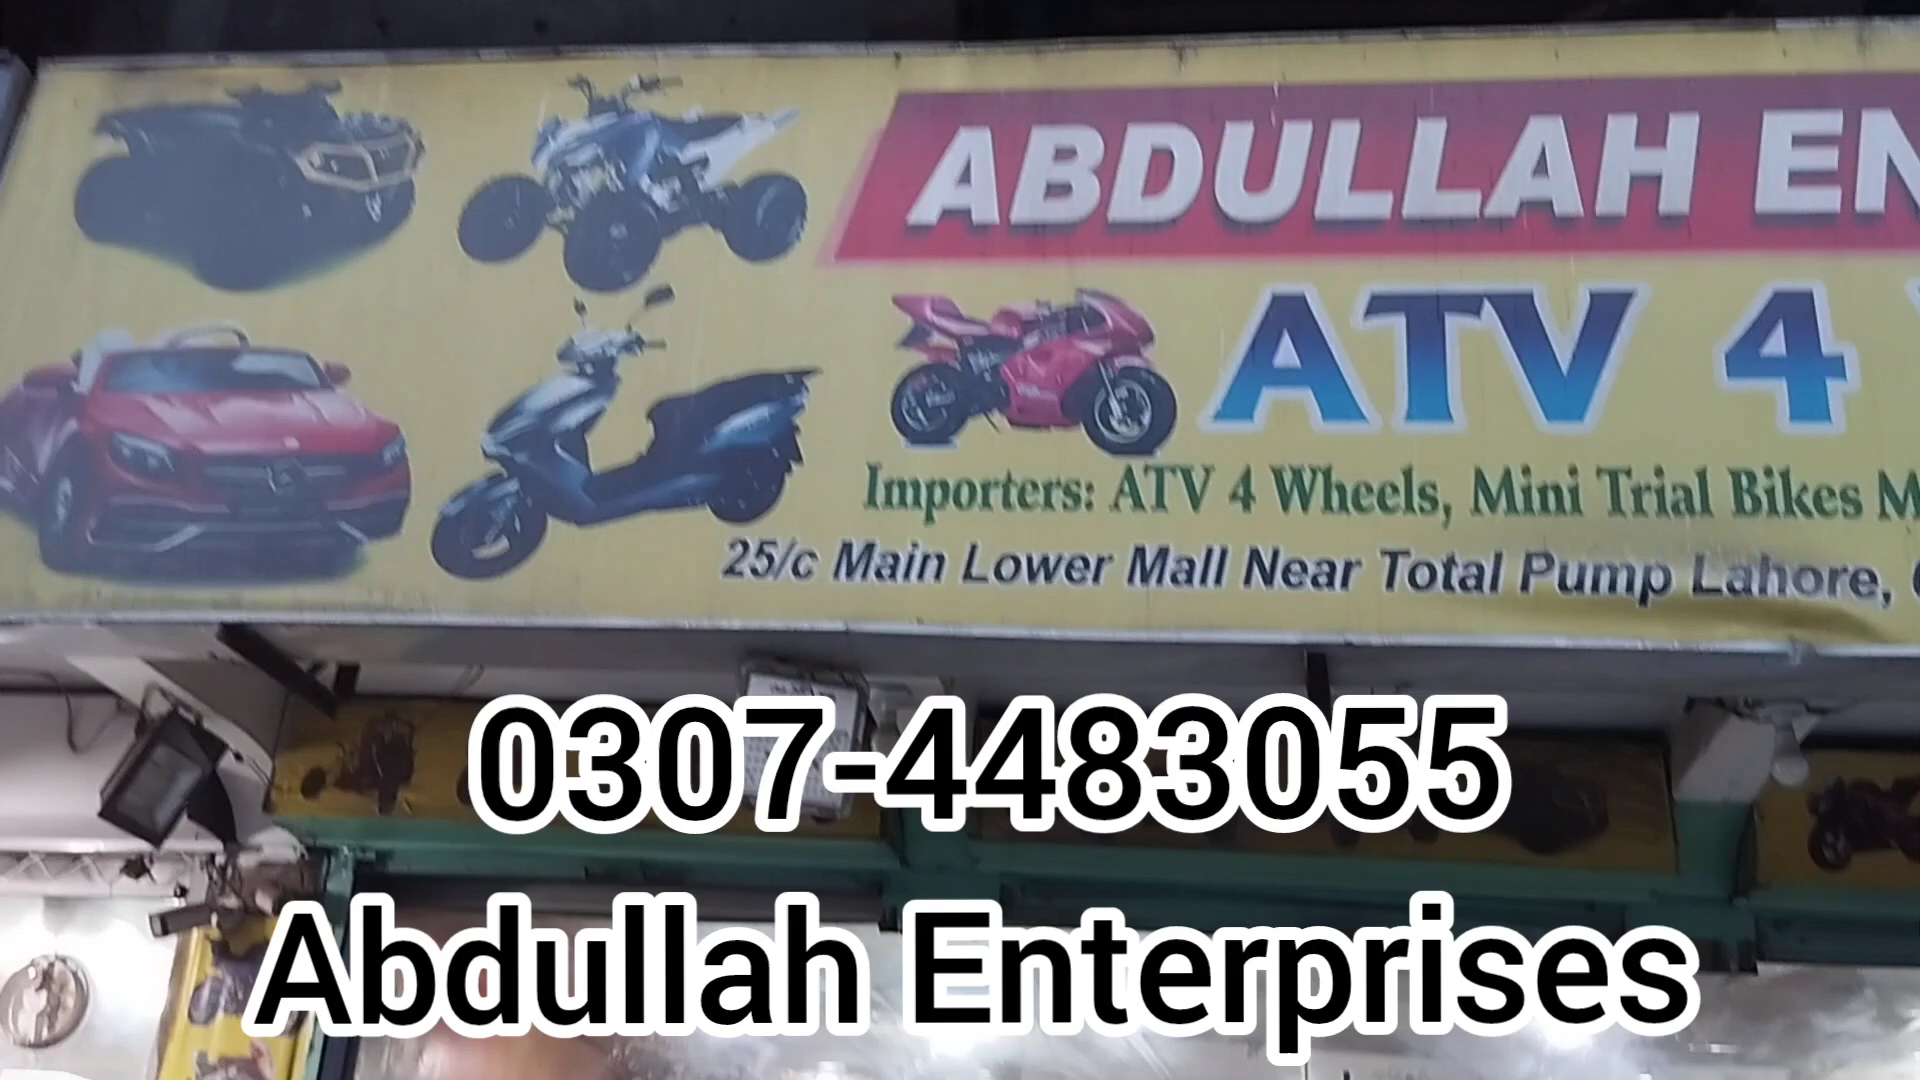 ABDULLAH EN
ATV 4
Importers: ATV 4 Wheels, Mini Trial Bikes M
25/c Main Lower Mall Near Total Pump Lahore,
0307-4483055
Abdullah Enterprises